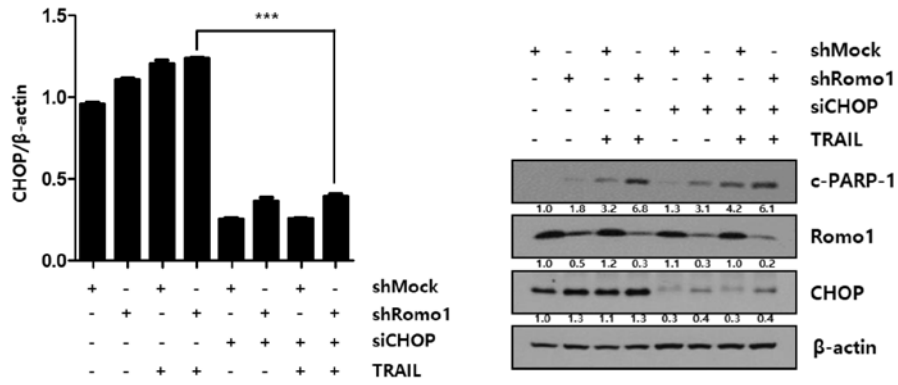 CHOP/β-actin
1.5
1.0
0.5
0.0
***
+ - + - + - + - shMock
- + - + - + - + shRomo1
- - - - + + + + siCHOP
- - + + - - + + TRAIL
+ - + - + - + - shMock
- + - + - + - + shRomo1
- - - - + + + + siCHOP
- - + + - - + + TRAIL
c-PARP-1
1.0 1.8 3.2 6.8 1.3 3.1 4.2 6.1
Romo1
1.0 0.5 1.2 0.3 1.1 0.3 1.0 0.2
CHOP
1.0 1.3 1.1 1.3 0.3 0.4 0.3 0.4
β-actin